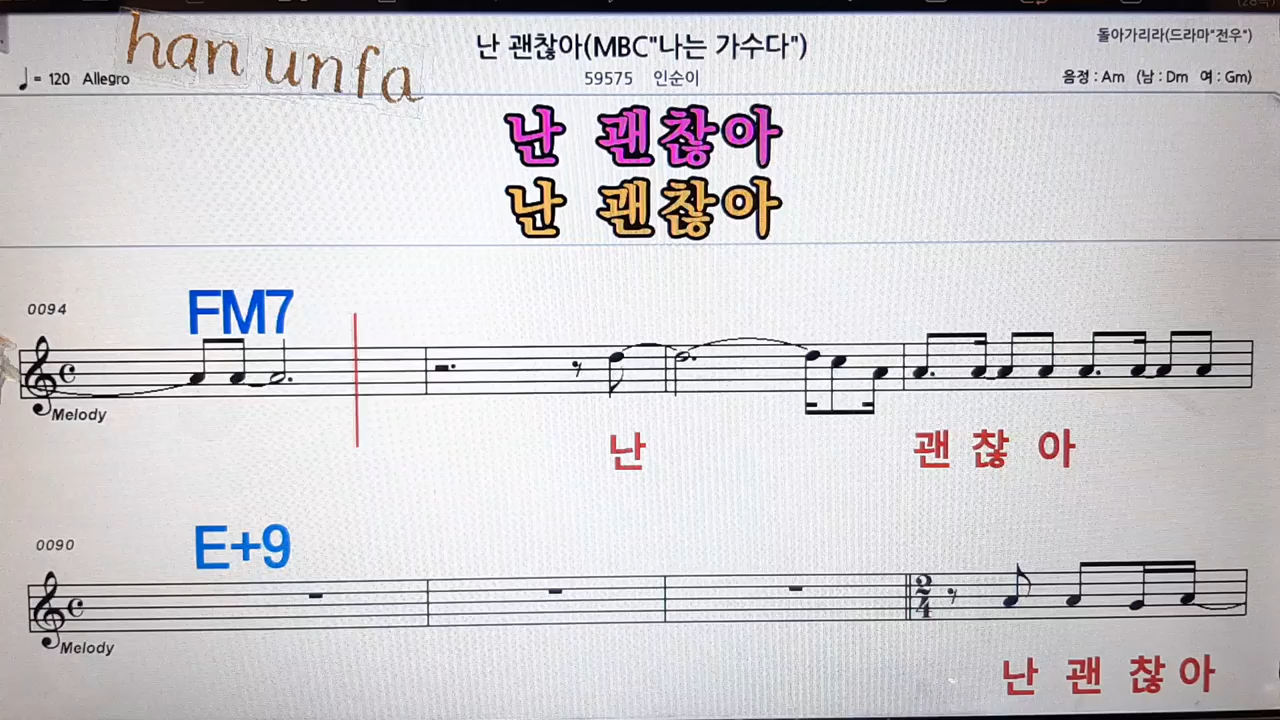 han unfa
난 괜찮아(MBC"나는 가수다")
돌아가리라(드라마"전우")
♩= 120 Allegro
59575 인순이
음정 : Am (남 : Dm 여 : Gm)
난 괜찮아
난 괜찮아
0094
FM7
Melody
난 괜 찮 아
0090
E+9
2
4
Melody
난 괜 찮 아